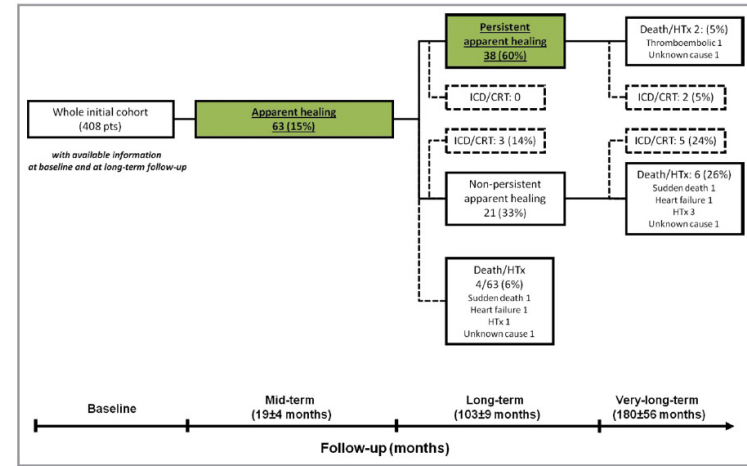 Whole initial cohort
(408 pts)
with available information
at baseline and at long-term follow-up
Apparent healing
63 (15%)
Persistent
apparent healing
38 (60%)
ICD/CRT: 0
ICD/CRT: 3 (14%)
Non-persistent
apparent healing
21 (33%)
Death/HTx
4/63 (6%)
Sudden death 1
Heart failure 1
HTx 1
Unknown cause 1
Death/HTx 2: (5%)
Thromboembolic 1
Unknown cause 1
ICD/CRT: 2 (5%)
ICD/CRT: 5 (24%)
Death/HTx: 6 (26%)
Sudden death 1
Heart failure 1
HTx 3
Unknown cause 1
Baseline
Mid-term
(19±4 months)
Long-term
(103±9 months)
Very-long-term
(180±56 months)
Follow-up (months)